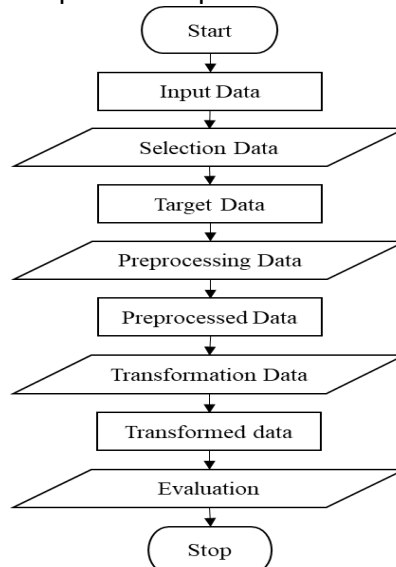 Start
Input Data
Selection Data
Target Data
Preprocessing Data
Preprocessed Data
Transformation Data
Transformed data
Evaluation
Stop